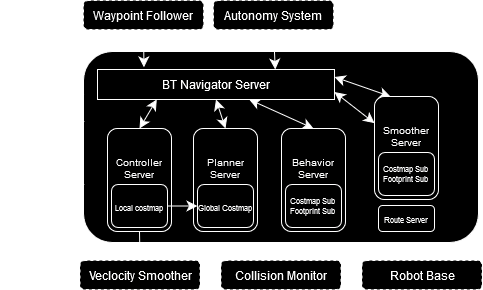 Waypoint Follower
Autonomy System
BT Navigator Server
Controller
Server
Local costmap
Planner
Server
Global Costmap
Behavior
Server
Costmap Sub
Footprint Sub
Smoother
Server
Costmap Sub
Footprint Sub
Route Server
Veclocity Smoother
Collision Monitor
Robot Base